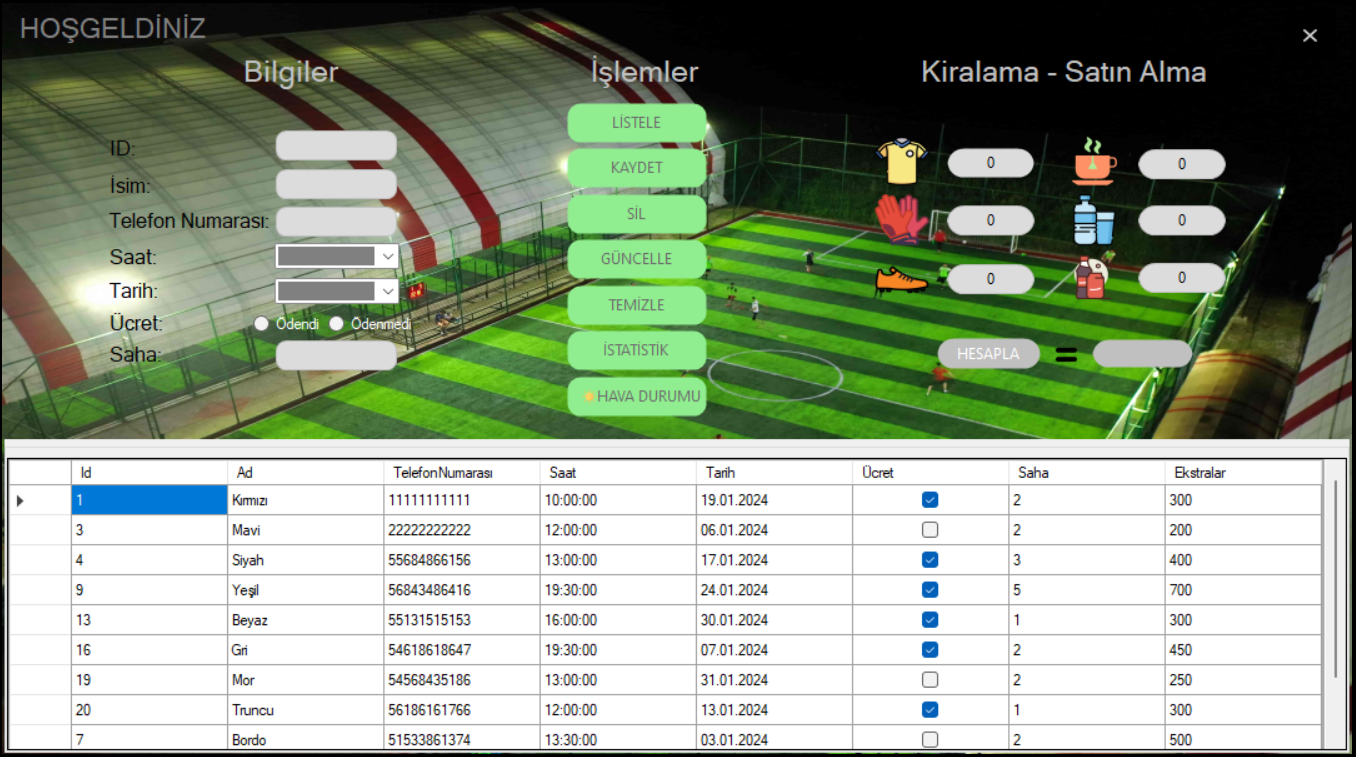 HOŞGELDİNİZ
Bilgiler
ID:
İsim:
Telefon Numarası:
Saat:
Tarih:
Ücret: Ödendi Ödenmedi
Saha:
İşlemler
LİSTELE
KAYDET
SİL
GÜNCELLE
TEMİZLE
İSTATİSTİK
HAVA DURUMU
Kiralama - Satın Alma
0 0
0 0
0 0
HESAPLA =
Id Ad TelefonNumarası Saat Tarih Ücret Saha Ekstralar
1 Kırmızı 11111111111 10:00:00 19.01.2024 2 300
3 Mavi 22222222222 12:00:00 06.01.2024 2 200
4 Siyah 55684866156 13:00:00 17.01.2024 3 400
9 Yeşil 56843486416 19:30:00 24.01.2024 5 700
13 Beyaz 55131515153 16:00:00 30.01.2024 1 300
16 Gri 54618618647 19:30:00 07.01.2024 2 450
19 Mor 54568435186 13:00:00 31.01.2024 2 250
20 Truncu 56186161766 12:00:00 13.01.2024 1 300
7 Bordo 51533861374 13:30:00 03.01.2024 2 500